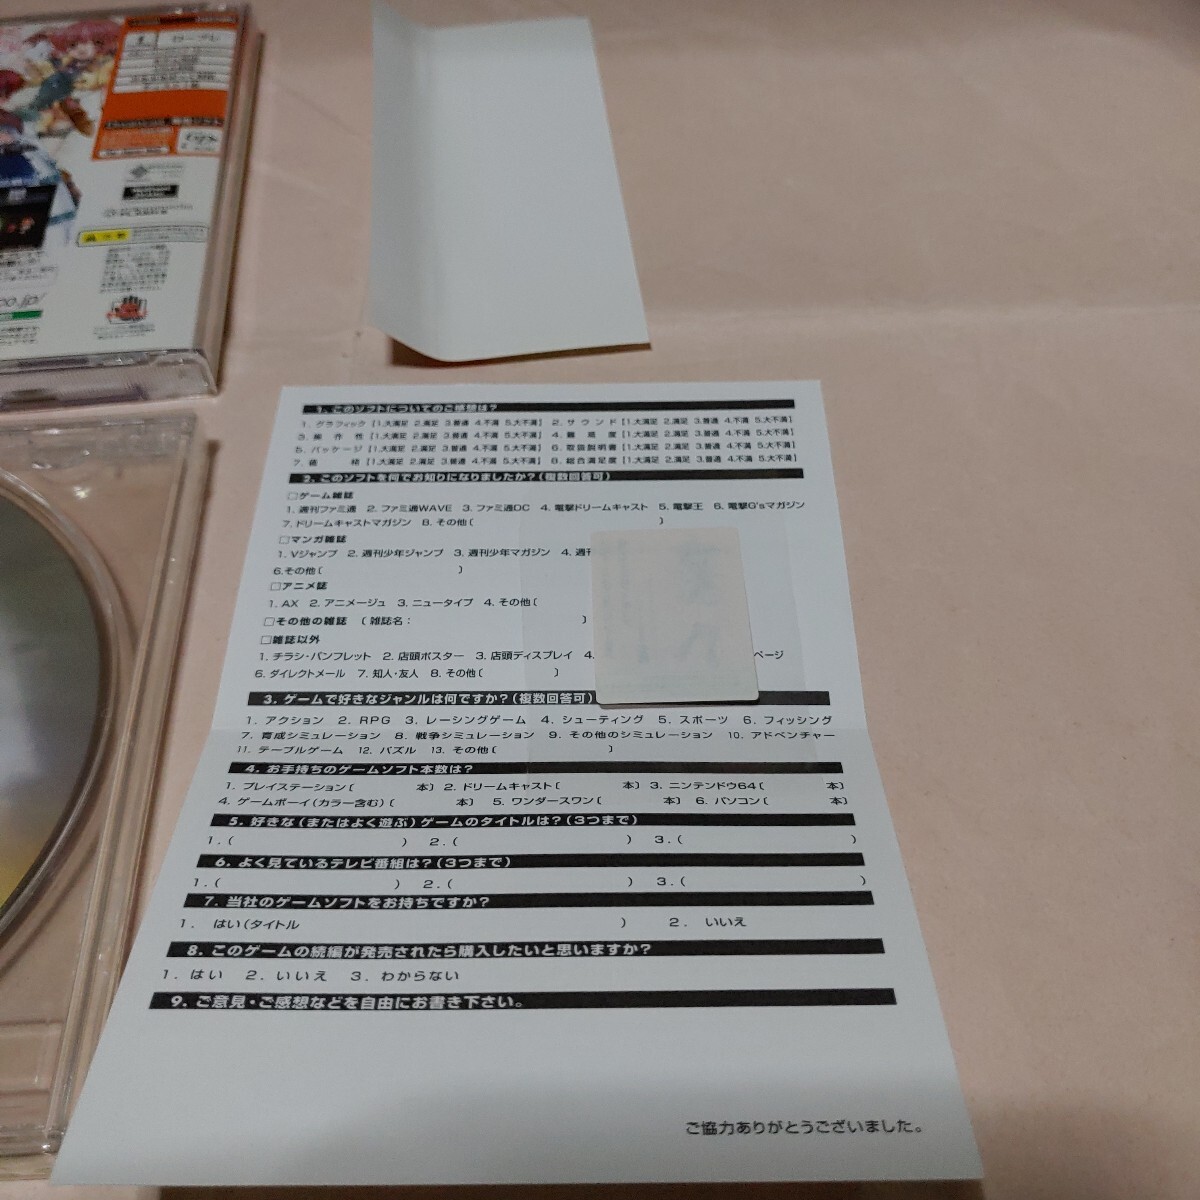 1. このソフトについてのご感想は?
1. グラフィック [1.大満足 2.満足 3.普通 4.不満 5.大不満] 2. サウンド [1.大満足 2.満足 3.普通 4.不満 5.大不満]
3. 操作性 [1.大満足 2.満足 3.普通 4.不満 5.大不満] 4. 難易度 [1.大満足 2.満足 3.普通 4.不満 5.大不満]
5. パッケージ [1.大満足 2.満足 3.普通 4.不満 5.大不満] 6. 取扱説明書 [1.大満足 2.満足 3.普通 4.不満 5.大不満]
7. 価格 [1.大満足 2.満足 3.普通 4.不満 5.大不満] 8. 総合満足度 [1.大満足 2.満足 3.普通 4.不満 5.大不満]
2. このソフトを何でお知りになりましたか?(複数回答可)
□ゲーム雑誌
1. 週刊ファミ通 2. ファミ通WAVE 3. ファミ通DC 4. 電撃ドリームキャスト 5. 電撃王 6. 電撃G'sマガジン
7. ドリームキャストマガジン 8. その他( )
□マンガ雑誌
1. Vジャンプ 2. 週刊少年ジャンプ 3. 週刊少年マガジン 4. 週刊
6.その他( )
□アニメ誌
1. AX 2. アニメージュ 3. ニュータイプ 4. その他(
□その他の雑誌 (雑誌名: )
□雑誌以外
1. チラシ・パンフレット 2. 店頭ポスター 3. 店頭ディスプレイ 4. ページ
6. ダイレクトメール 7. 知人・友人 8. その他( )
3. ゲームで好きなジャンルは何ですか?(複数回答可)
1. アクション 2. RPG 3. レーシングゲーム 4. シューティング 5. スポーツ 6. フィッシング
7. 育成シミュレーション 8. 戦争シミュレーション 9. その他のシミュレーション 10. アドベンチャー
11. テーブルゲーム 12. パズル 13. その他( )
4. お手持ちのゲームソフト本数は?
1. プレイステーション( 本) 2. ドリームキャスト( 本) 3. ニンテンドウ64( 本)
4. ゲームボーイ(カラー含む)( 本) 5. ワンダースワン( 本) 6. パソコン( 本)
5. 好きな(またはよく遊ぶ)ゲームのタイトルは?(3つまで)
1. ( ) 2. ( ) 3. ( )
6. よく見ているテレビ番組は?(3つまで)
1. ( ) 2. ( ) 3. ( )
7. 当社のゲームソフトをお持ちですか?
1. はい(タイトル ) 2. いいえ
8. このゲームの続編が発売されたら購入したいと思いますか?
1. はい 2. いいえ 3. わからない
9. ご意見・ご感想などを自由にお書き下さい。
ご協力ありがとうございました。